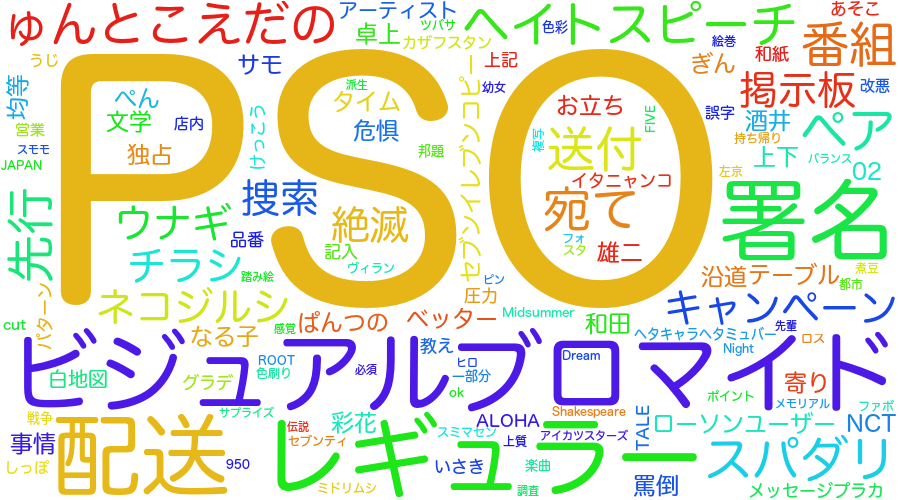 ゅんとこえだの
アーティスト
ツバサ
カザフスタン
ヘイトスピーチ
色彩
あそこ
番組
卓上
絵巻
和紙
ぎん
改悪
うじ
サモ
派生
上記
幼女
掲示板
均等
ぺん
文学
店内
タイム
危惧
お立ち
FIVE
誤字
酒井
ペア
営業
スモモ
JAPAN
独占
けっこう
邦題
送付
複写
持ち帰り
上下
バランス
02
PSO
捜索
絶滅
セブンイレブンコピー
イタニャンコ
宛て
左京
署名
先行
ウナギ
品番
記入
フォ
スタ
雄二
チラシ
踏み絵
ヴィラン
ピン
沿道テーブル
煮豆
都市
ネコジルシ
圧力
キャンペーン
cut
パターン
なる子
感覚
ぱんつの
ベッター
Midsummer
和田
ヘタキャラヘタミュバー
先輩
ロス
ビジュアルブロマイド
教え
Night
ROOT
色刷り
必須
ヒロ
一部分
Dream
白地図
グラデ
ok
寄り
ポイント
メモリアル
ファボ
戦争
サプライズ
彩花
ALOHA
Shakespeare
TALE
ローソンユーザー
NCT
事情
配送
伝説
セブンティ
レギュラー
スミマセン
上質
アイカツスターズ
しっぽ
950
いさき
楽曲
罵倒
スパダリ
ミドリムシ
調査
メッセージプラカ